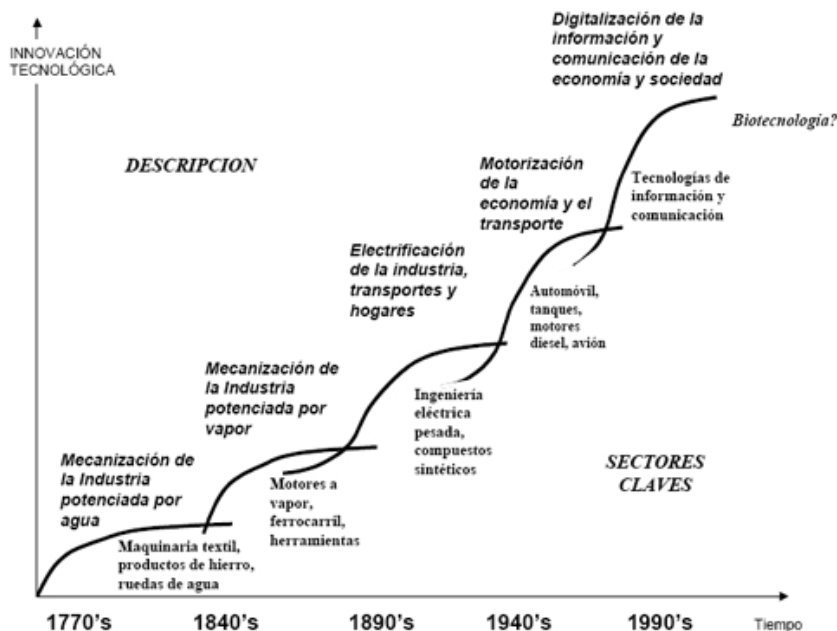 INNOVACIÓN
TECNOLÓGICA
DESCRIPCION
Mecanización de
la Industria
potenciada por
agua
Maquinaria textil,
productos de hierro,
ruedas de agua
Mecanización de
la Industria
potenciada por
vapor
Motores a
vapor,
ferrocarril,
herramientas
Electrificación
de la industria,
transportes y
hogares
Ingeniería
eléctrica
pesada,
compuestos
sintéticos
Motorización
de la
economía y el
transporte
Automóvil,
tanques,
motores
diesel, avión
Digitalización de la
información y
comunicación de la
economía y sociedad
Tecnologías de
información y
comunicación
Biotecnología?
SECTORES
CLAVES
1770's 1840's 1890's 1940's 1990's Tiempo